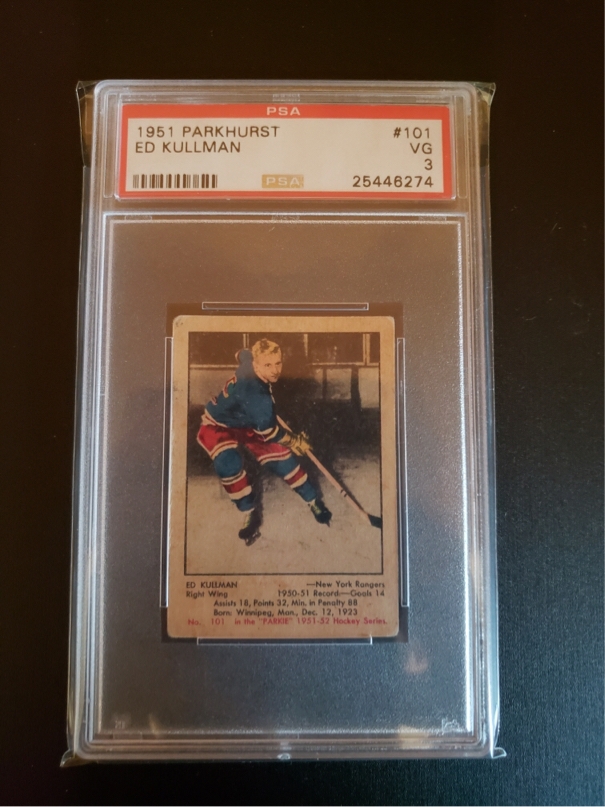 PSA
1951 PARKHURST #101
ED KULLMAN VG
3
PSA 25446274
ED KULLMAN —New York Rangers
Right Wing 1950-51 Record:—Goals 14
Assists 18, Points 32, Min. in Penalty 88
Born: Winnipeg, Man., Dec. 12, 1923
No. 101 in the "PARKIE" 1951-52 Hockey Series.